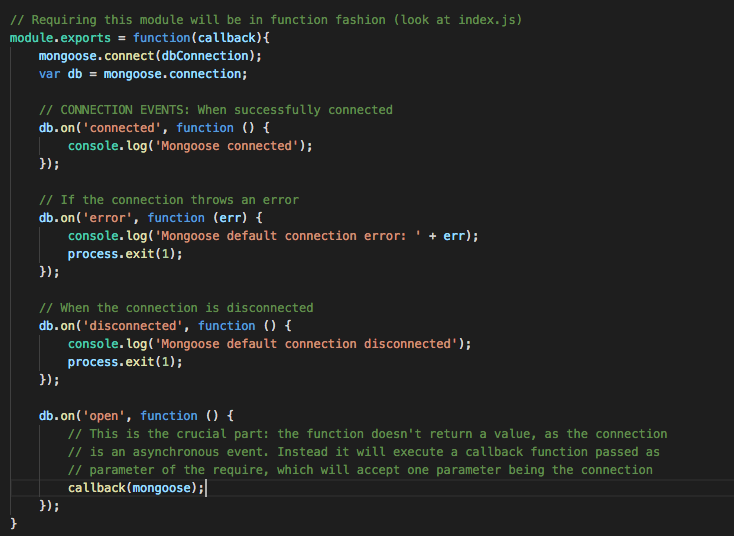 // Requiring this module will be in function fashion (look at index.js)
module.exports = function(callback){
    mongoose.connect(dbConnection);
    var db = mongoose.connection;

    // CONNECTION EVENTS: When successfully connected
    db.on('connected', function () {
        console.log('Mongoose connected');
    });

    // If the connection throws an error
    db.on('error', function (err) {
        console.log('Mongoose default connection error: ' + err);
        process.exit(1);
    });

    // When the connection is disconnected
    db.on('disconnected', function () {
        console.log('Mongoose default connection disconnected');
        process.exit(1);
    });

    db.on('open', function () {
        // This is the crucial part: the function doesn't return a value, as the connection
        // is an asynchronous event. Instead it will execute a callback function passed as
        // parameter of the require, which will accept one parameter being the connection
        callback(mongoose);
    });
}